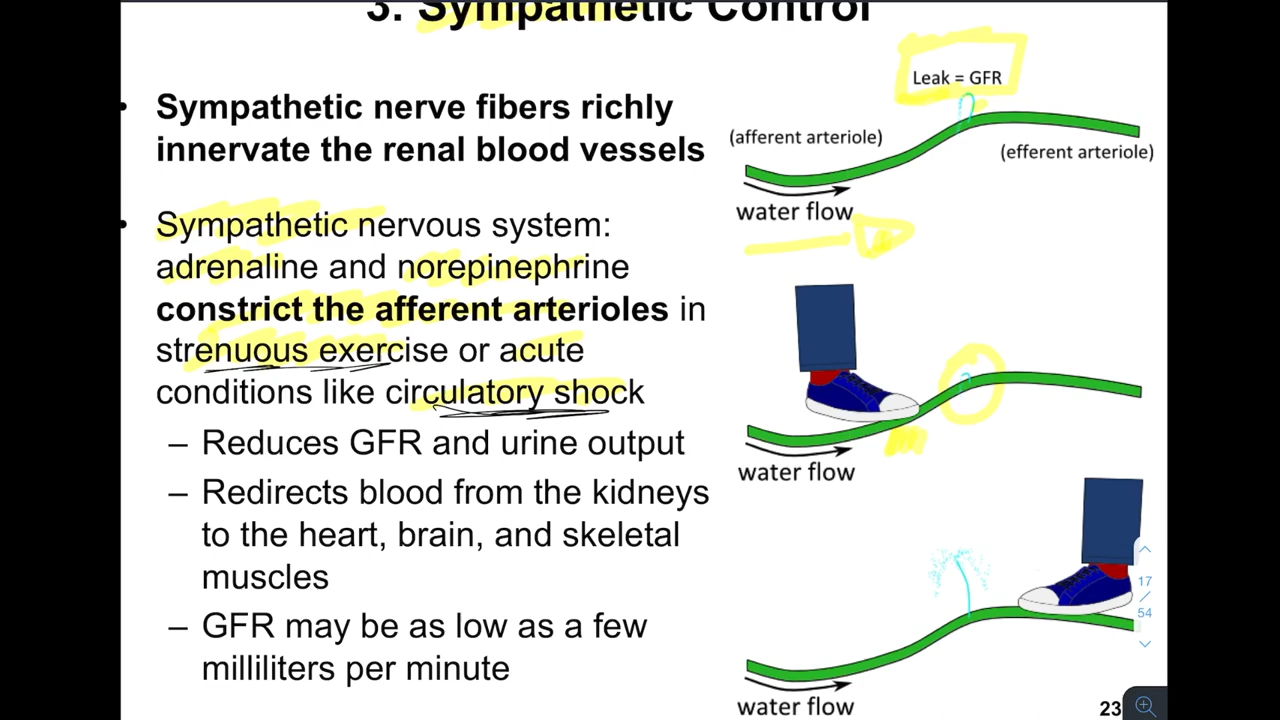 3. Sympathetic Control
• Sympathetic nerve fibers richly
innervate the renal blood vessels
• Sympathetic nervous system:
adrenaline and norepinephrine
constrict the afferent arterioles in
strenuous exercise or acute
conditions like circulatory shock
– Reduces GFR and urine output
– Redirects blood from the kidneys
to the heart, brain, and skeletal
muscles
– GFR may be as low as a few
milliliters per minute
Leak = GFR
(afferent arteriole)
(efferent arteriole)
water flow
water flow
water flow
17
/
54
23